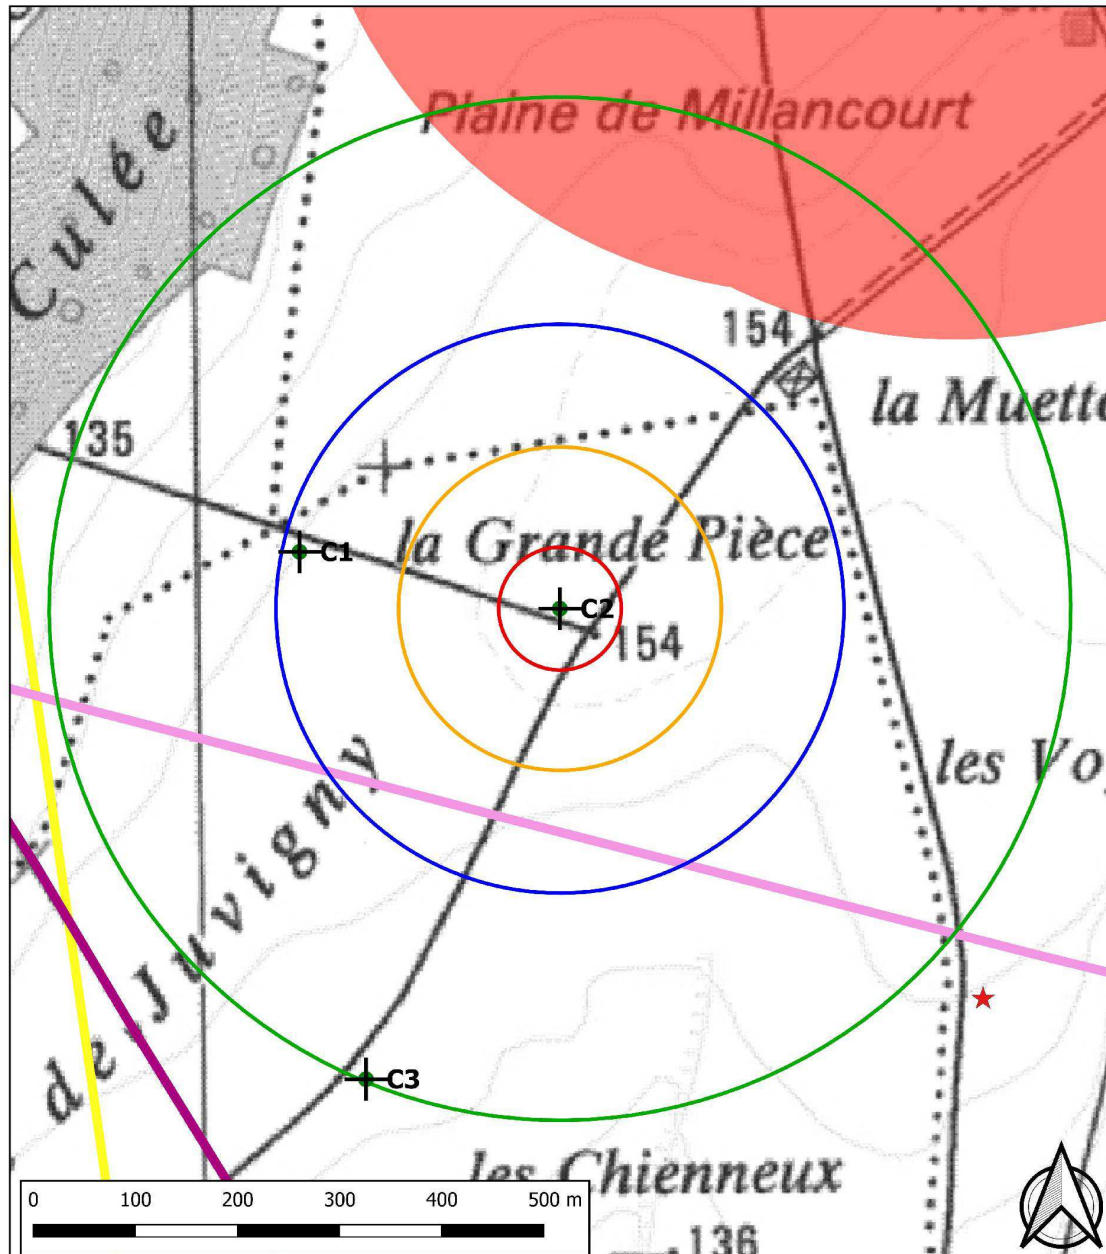 Plaine de Millancourt
Culée
154
la Muette
135
C1
la Grande Pièce
C2
154
les Vo
de Juvigny
C3
les Chienneux
0 100 200 300 400 500 m
136